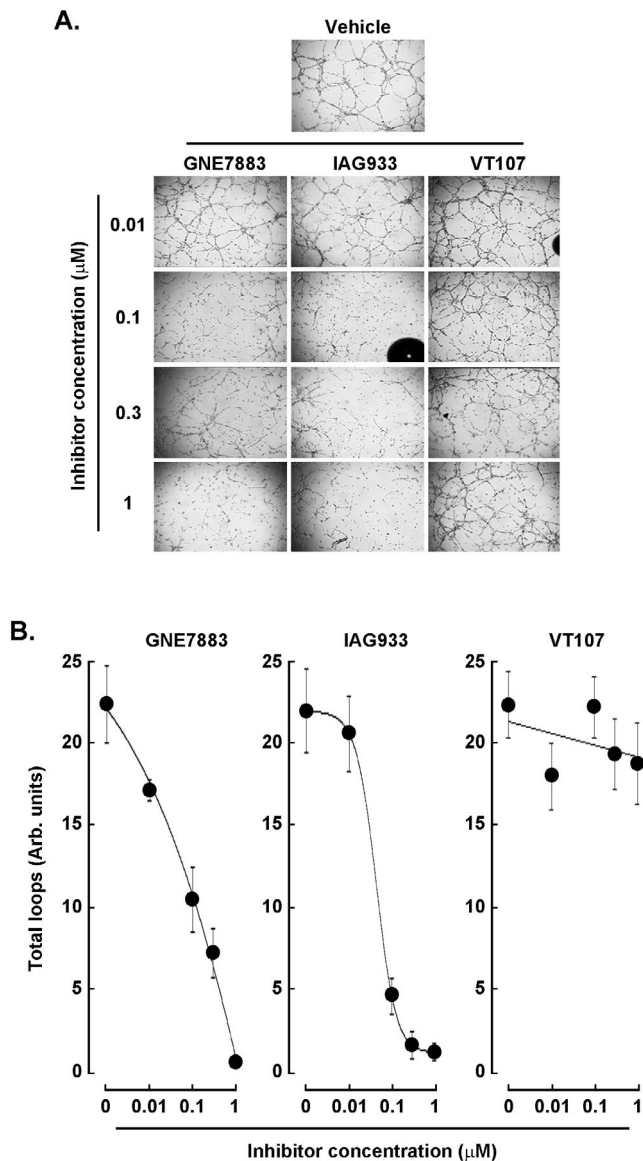 A.
Vehicle
GNE7883 IAG933 VT107
Inhibitor concentration (μM)
0.01
0.1
0.3
1
B.
GNE7883 IAG933 VT107
Total loops (Arb. units)
25 25 25
20 20 20
15 15 15
10 10 10
5 5 5
0 0 0
0 0.01 0.1 1 0 0.01 0.1 1 0 0.01 0.1 1
Inhibitor concentration (μM)